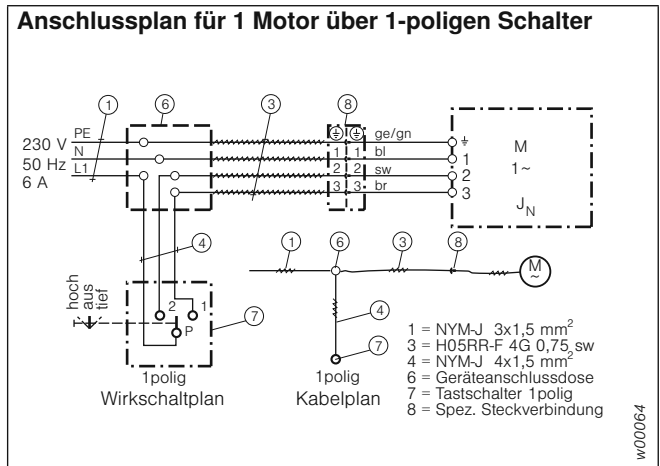 Anschlussplan für 1 Motor über 1-poligen Schalter
1 6 3 8
230 V PE
50 Hz N
6 A L1
ge/gn
1 1 bl 1
2 2 sw 2
3 3 br 3
M
1~
J_N
4
1 6 3 8
M
~
hoch
aus
tief
2 1
P
7
4
7
1polig
Wirkschaltplan
1polig
Kabelplan
1 = NYM-J 3x1,5 mm²
3 = H05RR-F 4G 0,75 sw
4 = NYM-J 4x1,5 mm²
6 = Geräteanschlussdose
7 = Tastschalter 1polig
8 = Spez. Steckverbindung
w00064